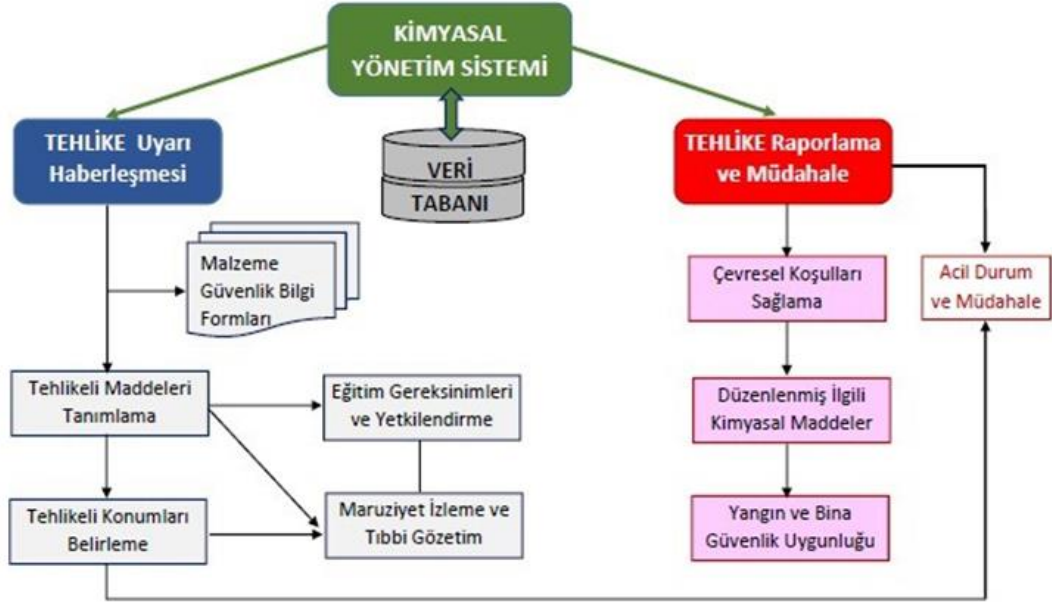 KİMYASAL
YÖNETİM SİSTEMİ
TEHLİKE Uyarı
Haberleşmesi
VERİ
TABANI
TEHLİKE Raporlama
ve Müdahale
Malzeme
Güvenlik Bilgi
Formları
Çevresel Koşulları
Sağlama
Acil Durum
ve Müdahale
Tehlikeli Maddeleri
Tanımlama
Eğitim Gereksinimleri
ve Yetkilendirme
Düzenlenmiş İlgili
Kimyasal Maddeler
Tehlikeli Konumları
Belirleme
Maruziyet İzleme ve
Tıbbi Gözetim
Yangın ve Bina
Güvenlik Uygunluğu